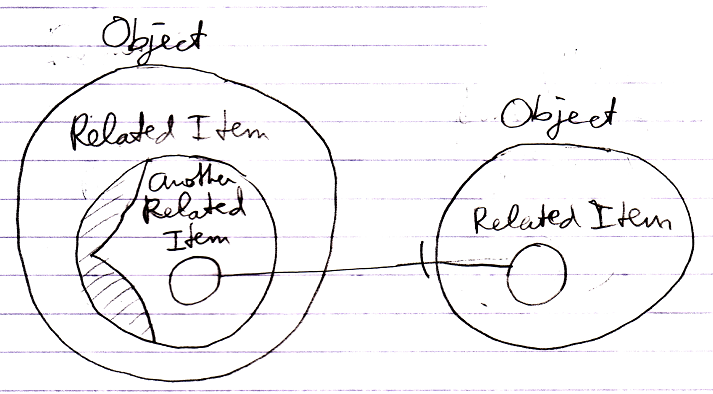 Object
Related Item
another
Related
Item
Object
Related Item